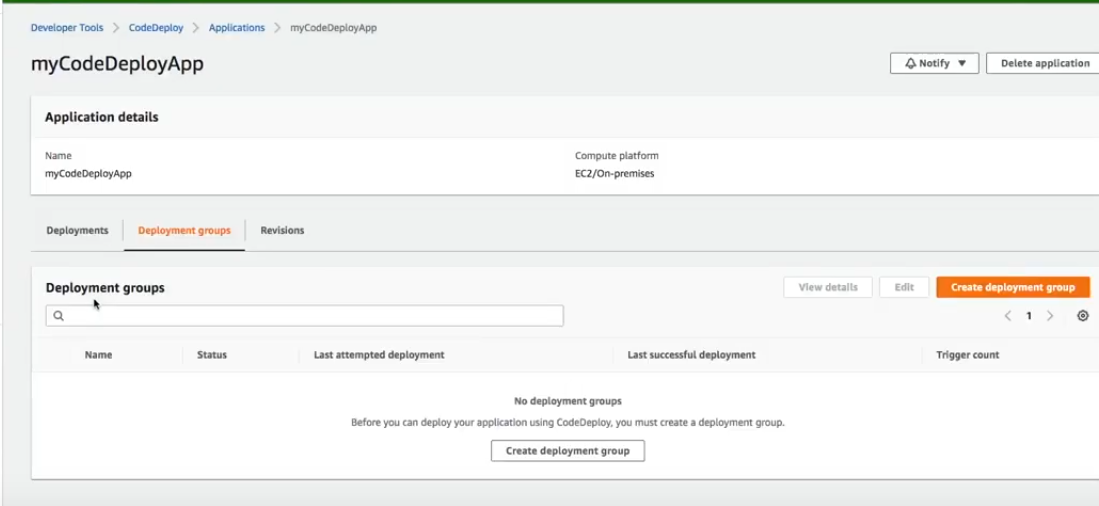 Developer Tools > CodeDeploy > Applications > myCodeDeployApp
myCodeDeployApp
Notify ▼
Delete application
Application details
Name
myCodeDeployApp
Compute platform
EC2/On-premises
Deployments
Deployment groups
Revisions
Deployment groups
View details
Edit
Create deployment group
< 1 >
Name
Status
Last attempted deployment
Last successful deployment
Trigger count
No deployment groups
Before you can deploy your application using CodeDeploy, you must create a deployment group.
Create deployment group